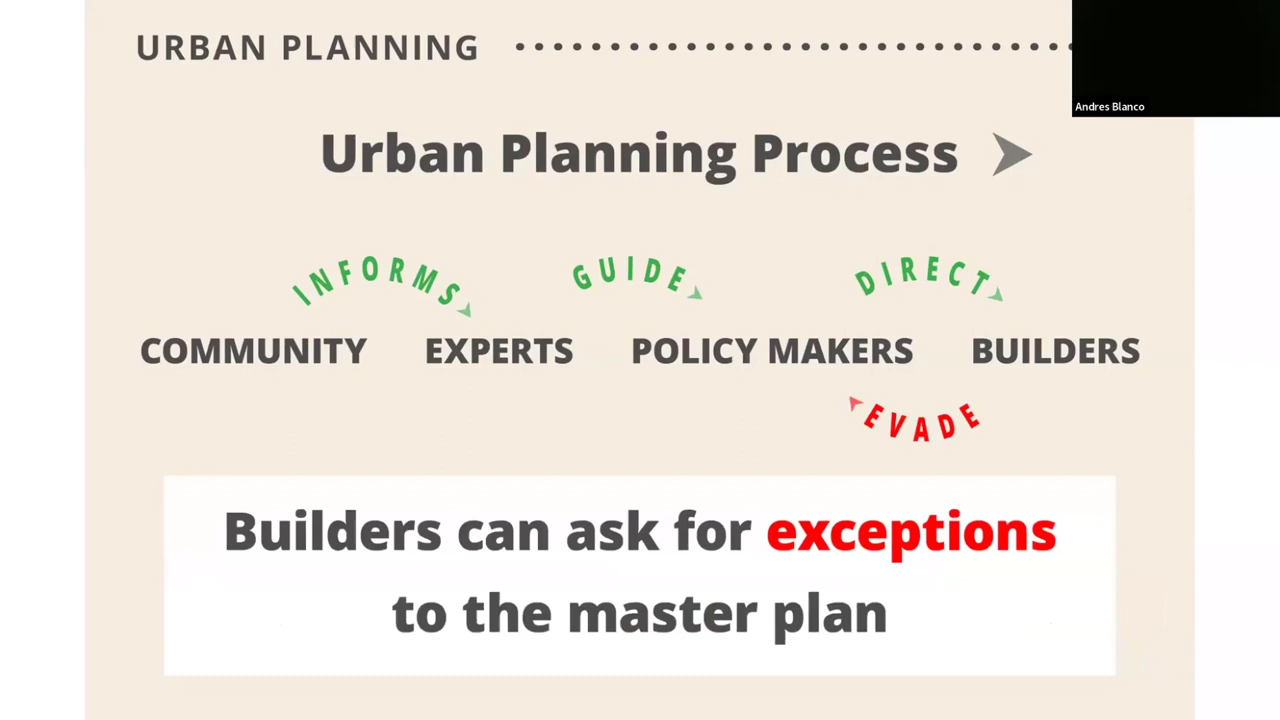 URBAN PLANNING
Andres Blanco
Urban Planning Process
INFORMS GUIDE DIRECT
COMMUNITY EXPERTS POLICY MAKERS BUILDERS
EVADE
Builders can ask for exceptions
to the master plan